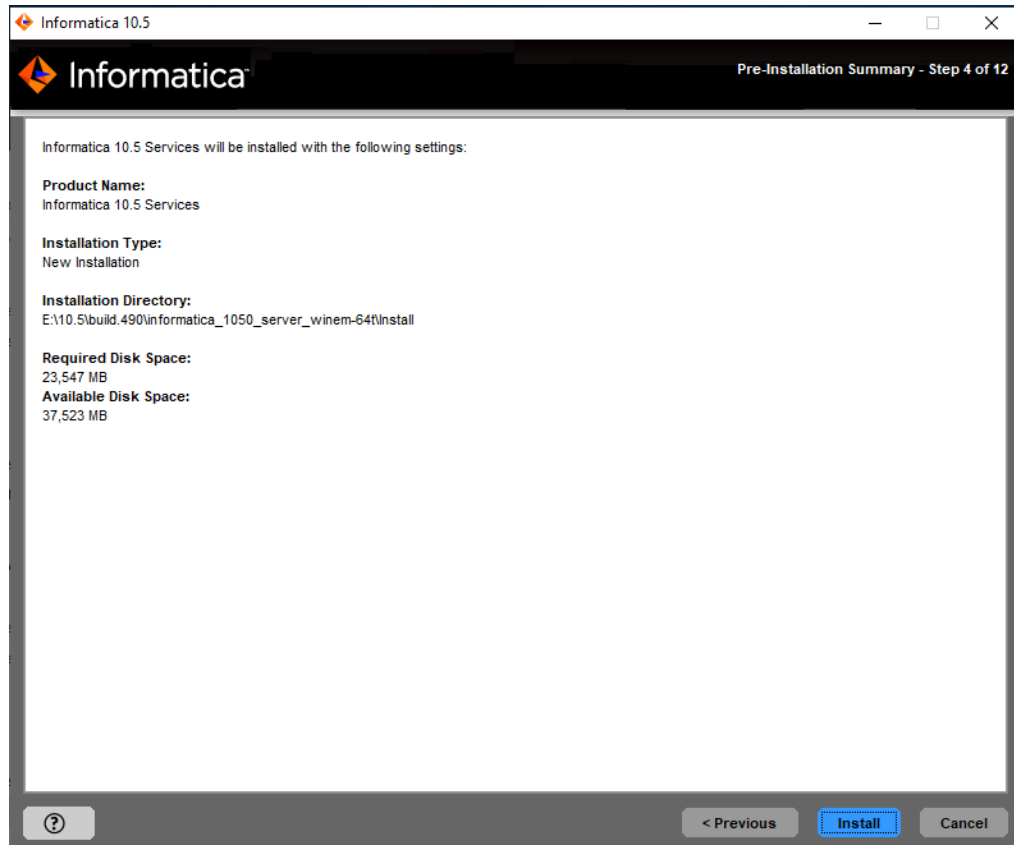 Informatica 10.5
Informatica
Pre-Installation Summary - Step 4 of 12
Informatica 10.5 Services will be installed with the following settings:
Product Name:
Informatica 10.5 Services
Installation Type:
New Installation
Installation Directory:
E:\10.5\build.490\informatica_1050_server_winem-64t\Install
Required Disk Space:
23,547 MB
Available Disk Space:
37,523 MB
?
< Previous
Install
Cancel